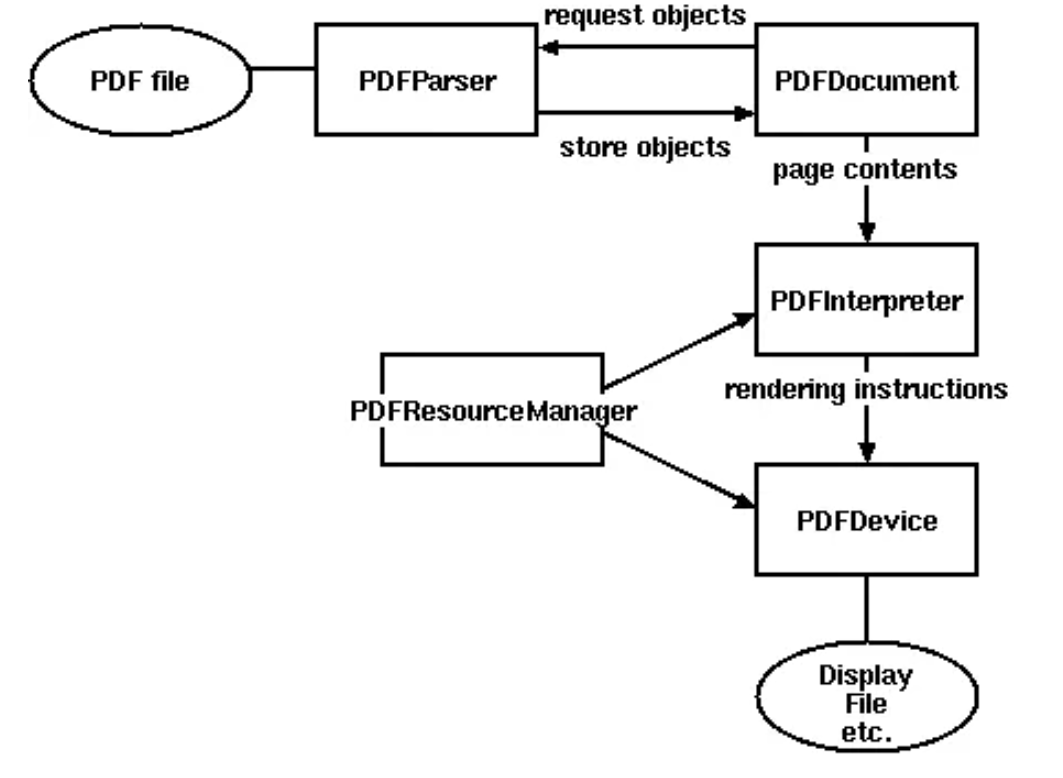 request objects
PDF file
PDFParser
PDFDocument
store objects
page contents
PDFInterpreter
rendering instructions
PDFResourceManager
PDFDevice
Display
File
etc.